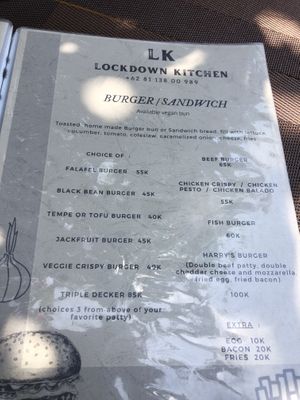 LK
LOCKDOWN KITCHEN
+62 81 138 00 989
BURGER/SANDWICH
Available vegan bun
Toasted home made Burger bun or Sandwich bread, fill with lettuce,
cucumber, tomato, coleslaw, caramelized onion, cheese, fries
CHOICE OF :
FALAFEL BURGER 55K
BLACK BEAN BURGER 45K
TEMPE OR TOFU BURGER 40K
JACKFRUIT BURGER 45K
VEGGIE CRISPY BURGER 40K
TRIPLE DECKER 85K
(choices 3 from above of your
favorite patty)
BEEF BURGER
65K
CHICKEN CRISPY / CHICKEN
PESTO / CHICKEN BALADO
55K
FISH BURGER
60K
HARRY'S BURGER
(Double beef patty, double
cheddar cheese and mozzarella,
fried egg, fried bacon)
100K
EXTRA :
EGG 10K
BACON 20K
FRIES 20K